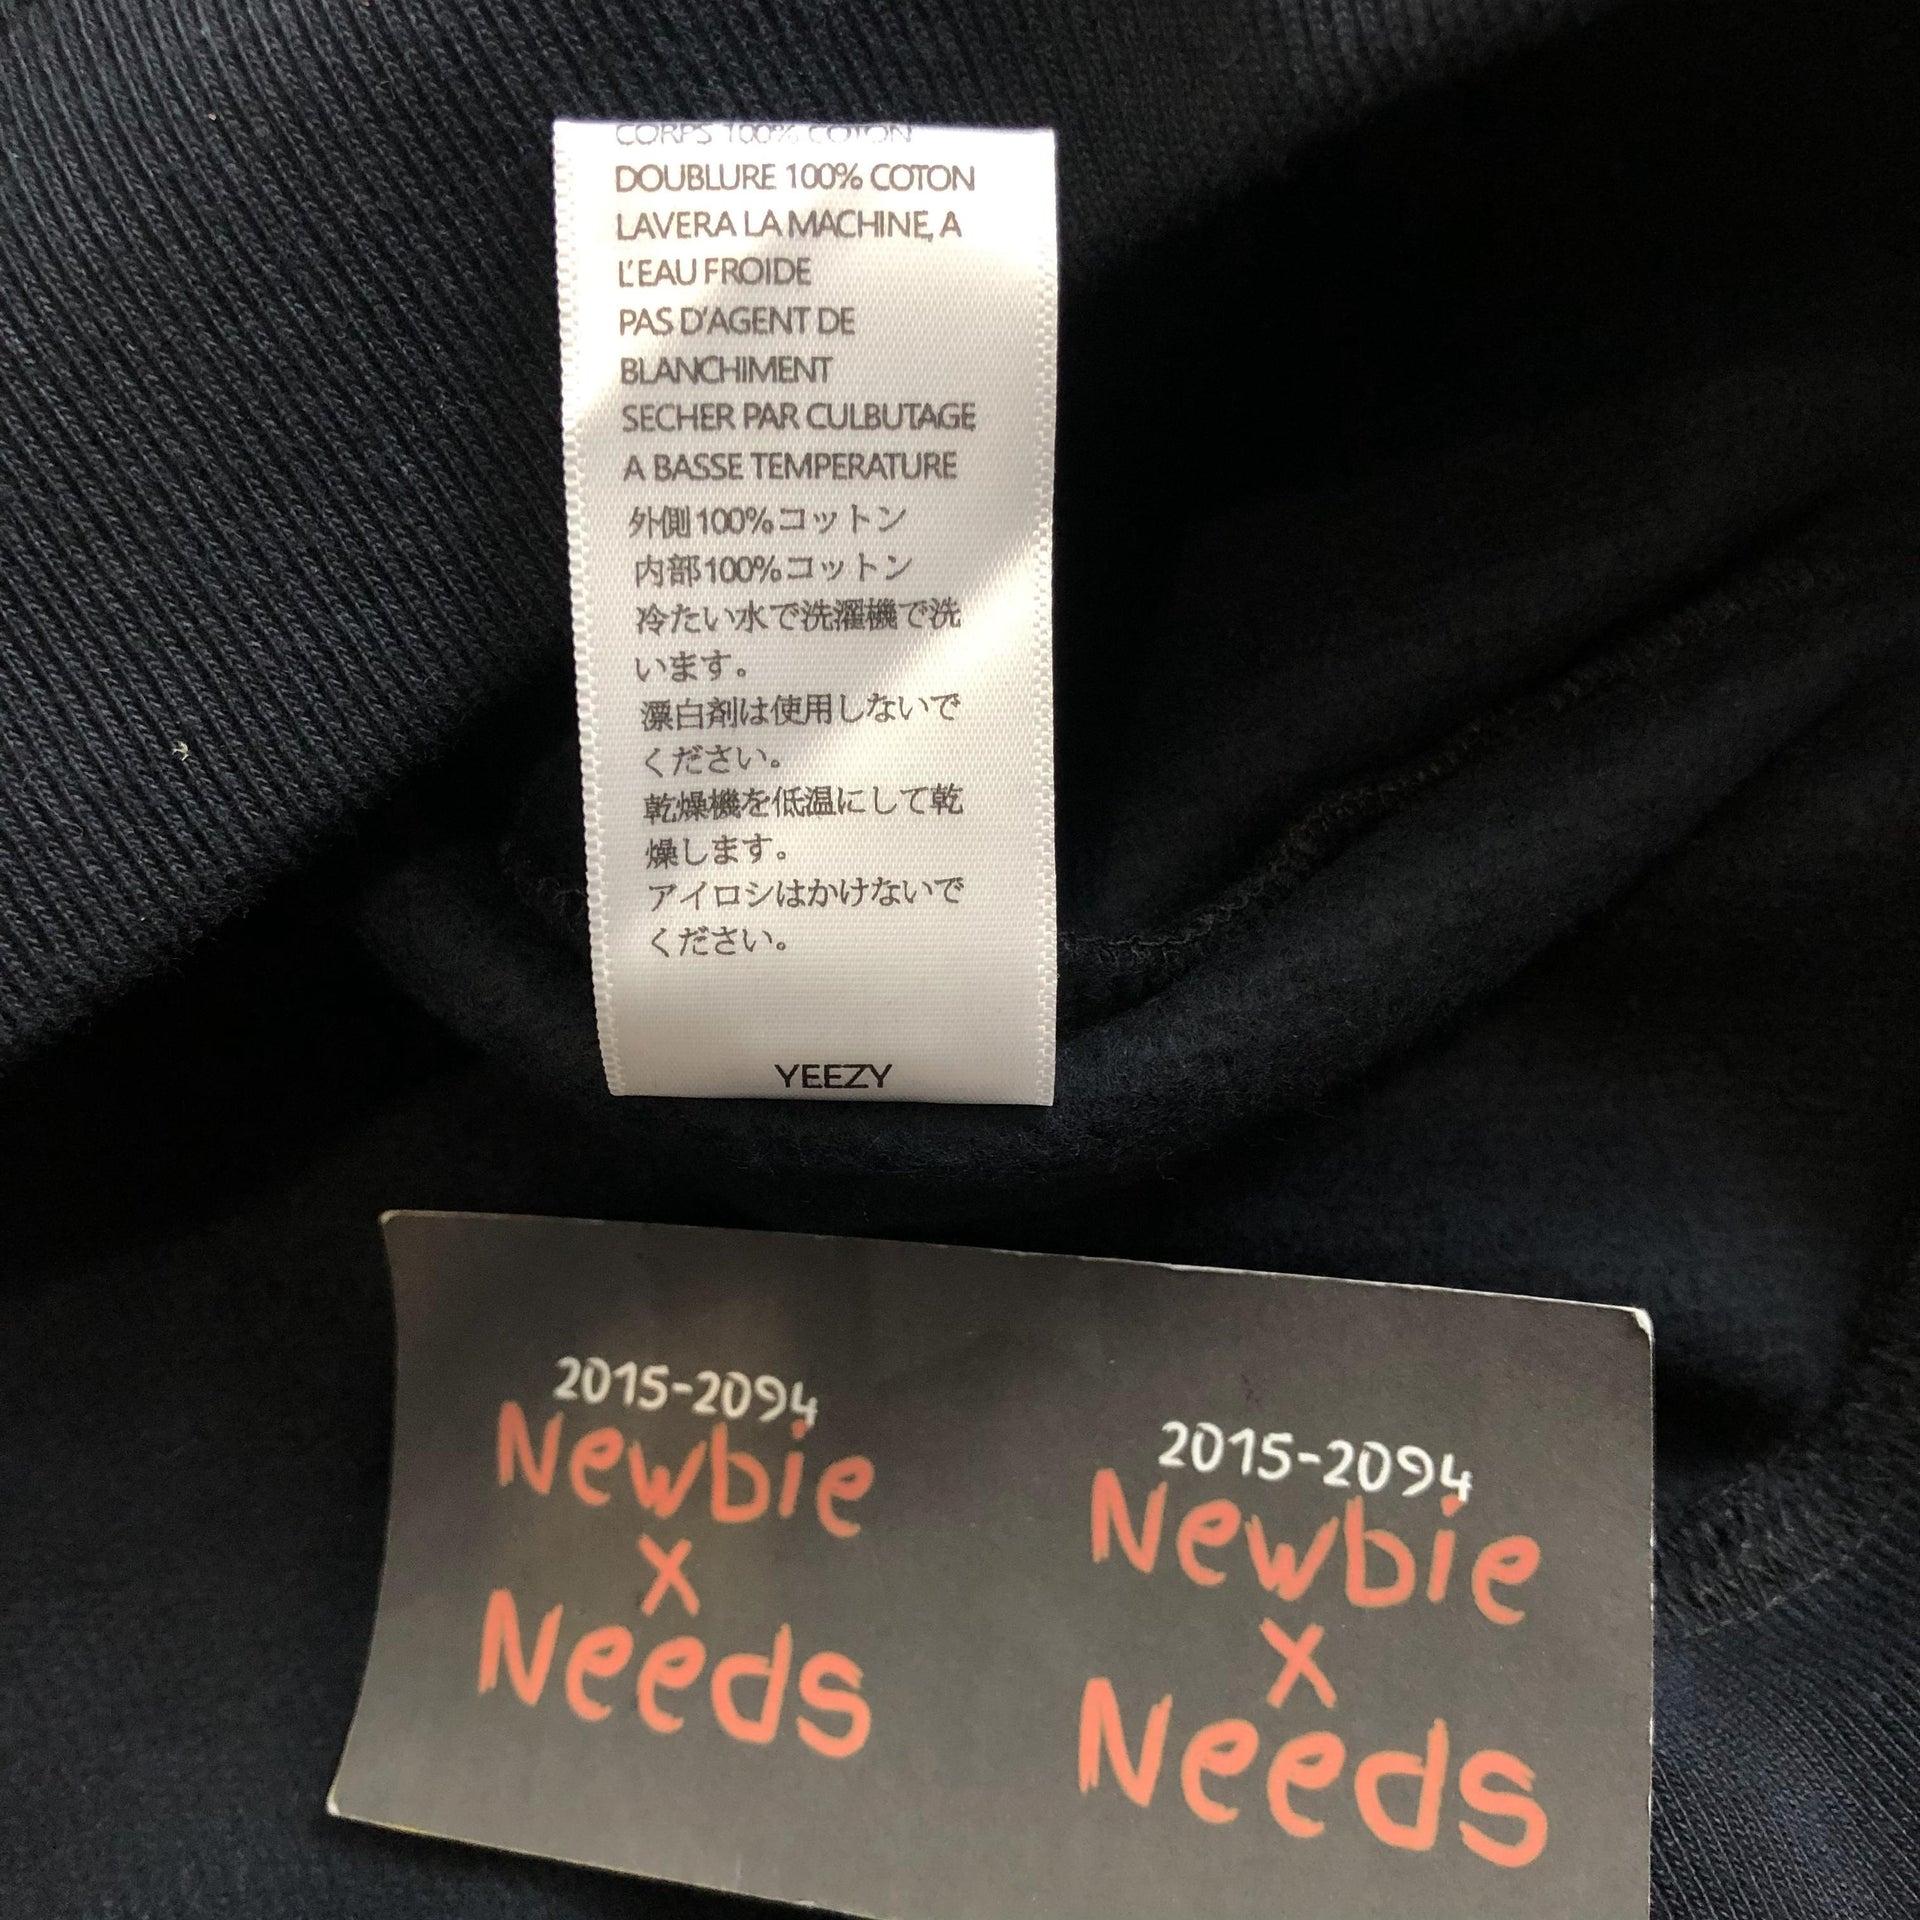 CORPS 100% COTON
DOUBLURE 100% COTON
LAVERA LA MACHINE, A
L'EAU FROIDE
PAS D'AGENT DE
BLANCHIMENT
SECHER PAR CULBUTAGE
A BASSE TEMPERATURE
外側100%コットン
内部100%コットン
冷たい水で洗濯機で洗
います。
漂白剤は使用しないで
ください。
乾燥機を低温にして乾
燥します。
アイロシはかけないで
ください。
YEEZY
2015-2094
Newbie
x
Needs
2015-2094
Newbie
x
Needs